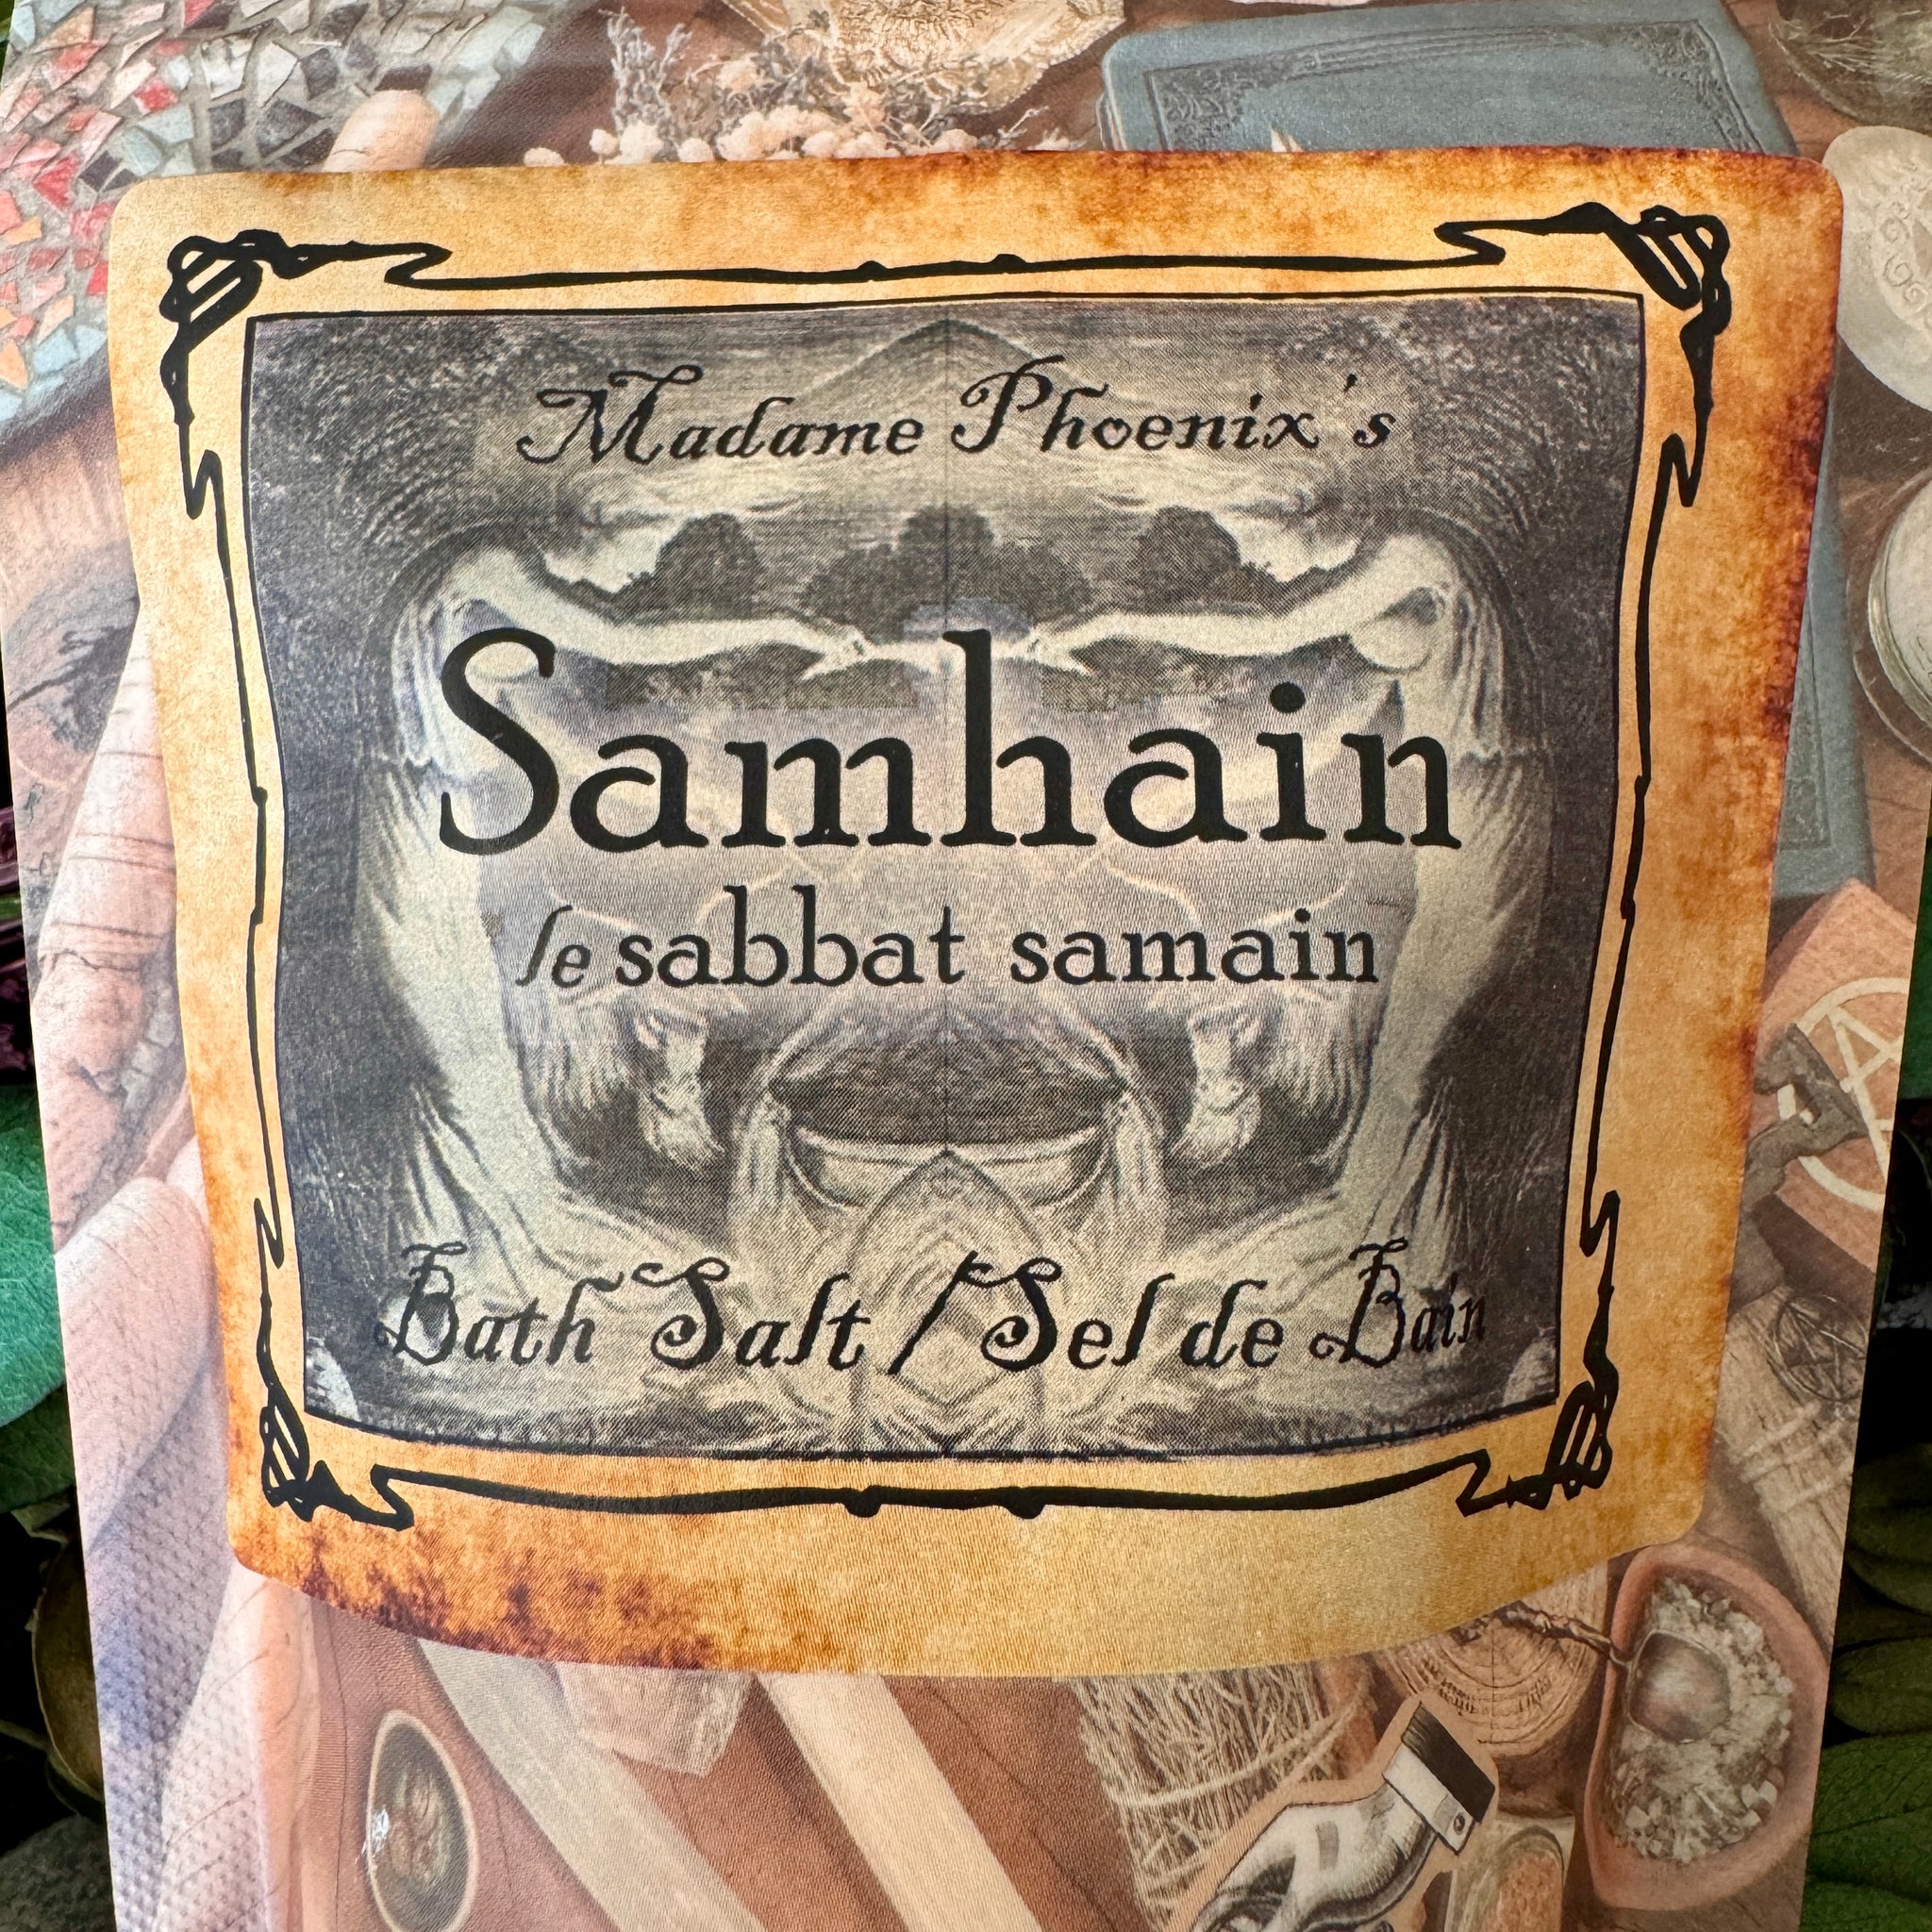 Madame Phoenix's
Samhain
le sabbat samain
Bath Salt / Sel de Bain